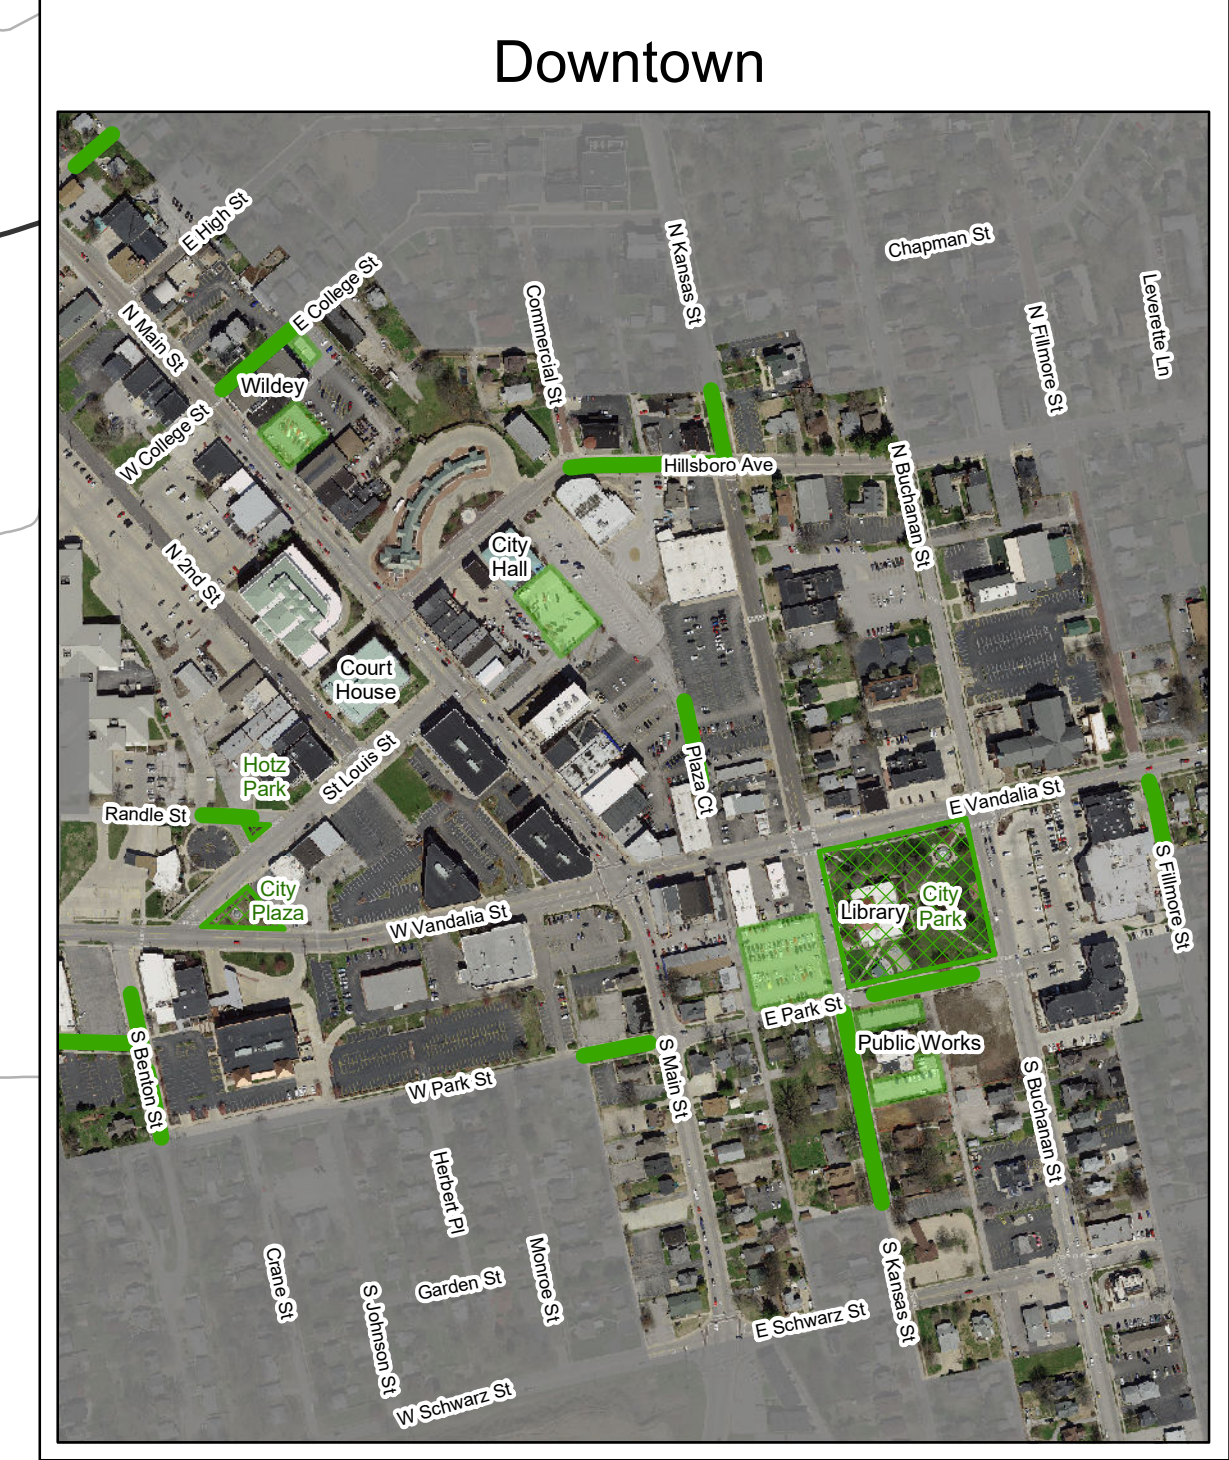 Downtown
E High St
N Kansas St
Chapman St
E College St
Commercial St
Leverette Ln
N Main St
N Fillmore St
Wildey
W College St
Hillsboro Ave
N Buchanan St
City
Hall
N 2nd St
Court
House
Hotz
Park
St Louis St
Plaza Ct
E Vandalia St
Randle St
S Fillmore St
City
Plaza
W Vandalia St
Library
City
Park
E Park St
S Benton St
Public Works
W Park St
S Main St
S Buchanan St
Herbert Pl
Crane St
Monroe St
Garden St
S Johnson St
S Kansas St
E Schwarz St
W Schwarz St